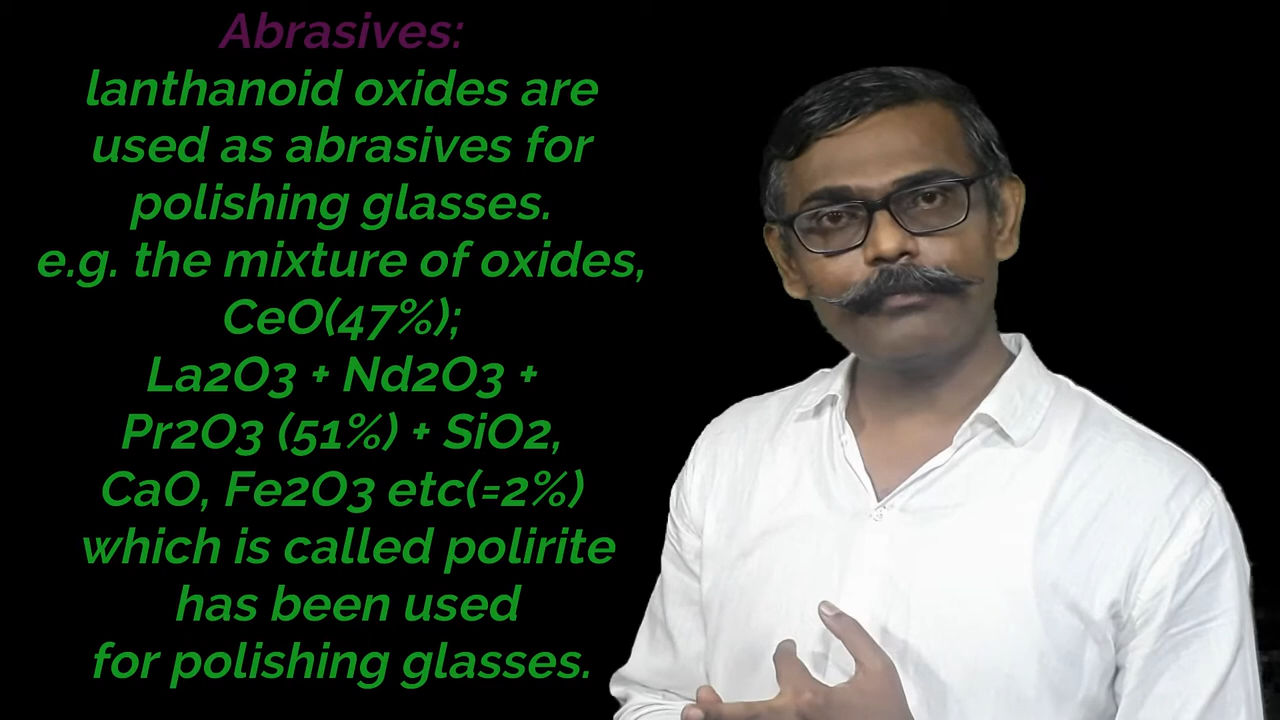 Abrasives:
lanthanoid oxides are
used as abrasives for
polishing glasses.
e.g. the mixture of oxides,
CeO(47%);
La2O3 + Nd2O3 +
Pr2O3 (51%) + SiO2,
CaO, Fe2O3 etc(=2%)
which is called polirite
has been used
for polishing glasses.